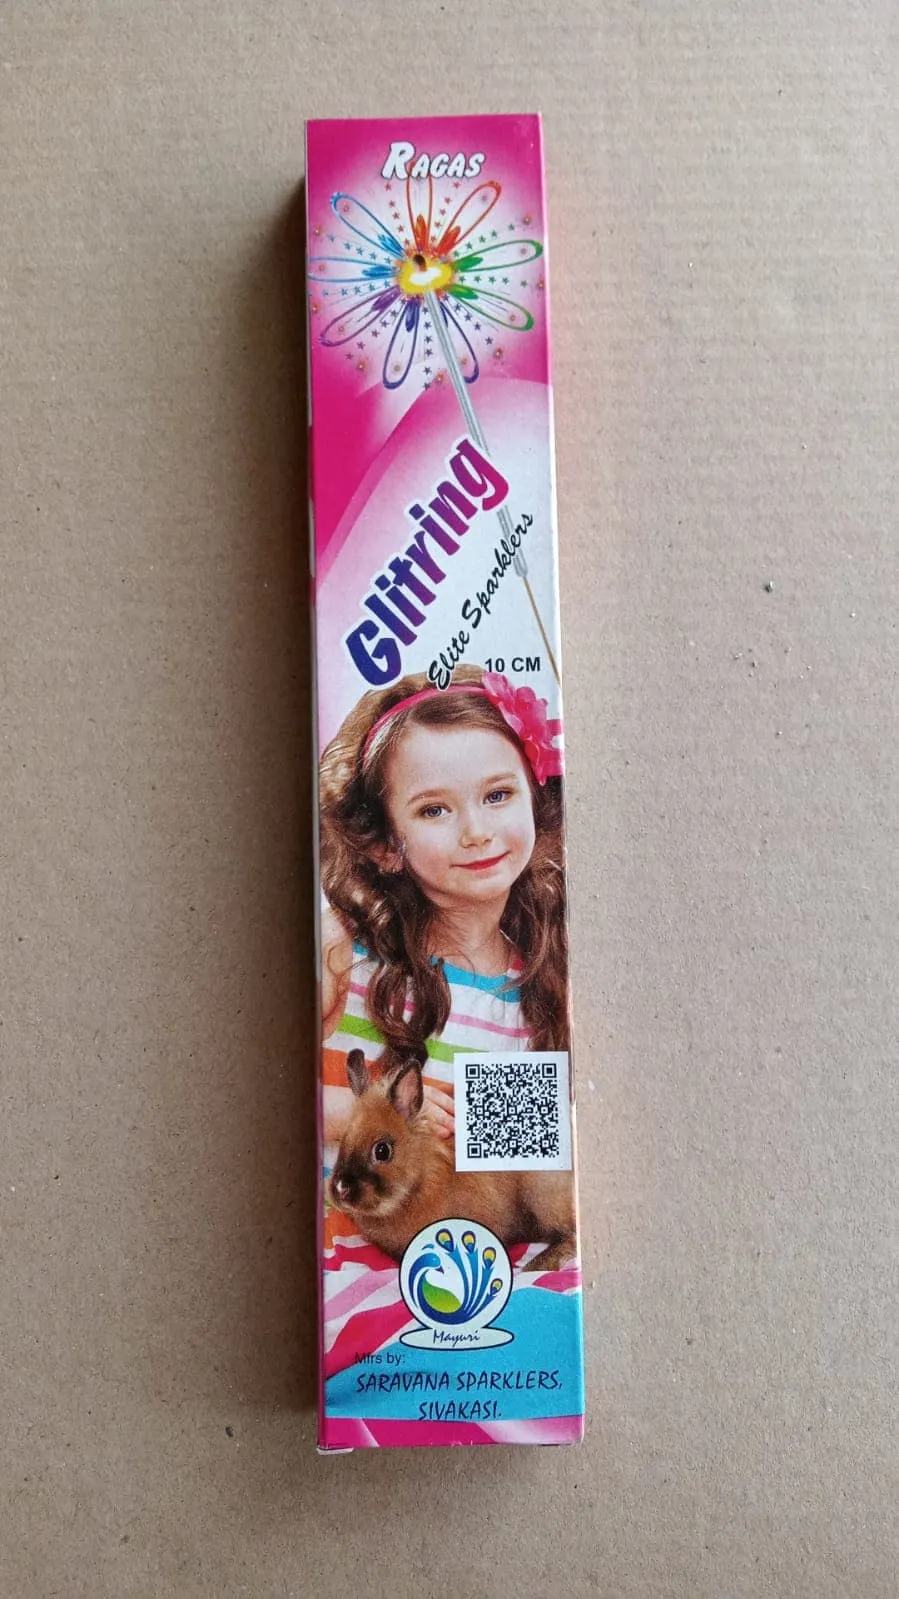 RAGAS
Glitring
Elite Sparklers
10 CM
Mayuri
Mfrs by:
SARAVANA SPARKLERS,
SIVAKASI.